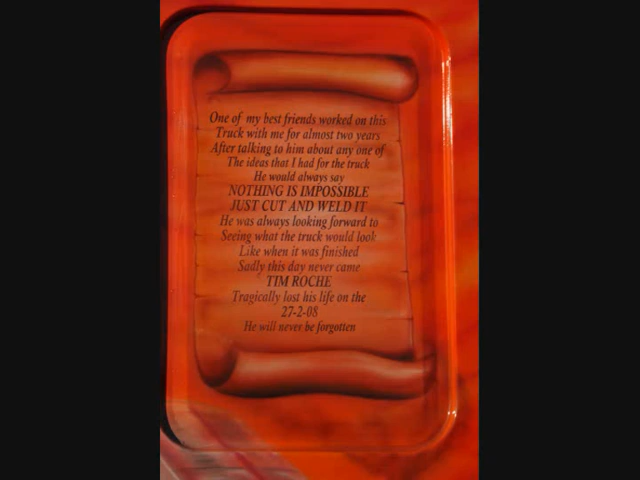 One of my best friends worked on this
Truck with me for almost two years
After talking to him about any one of
The ideas that I had for the truck
He would always say
NOTHING IS IMPOSSIBLE
JUST CUT AND WELD IT
He was always looking forward to
Seeing what the truck would look
Like when it was finished
Sadly this day never came
TIM ROCHE
Tragically lost his life on the
27-2-08
He will never be forgotten